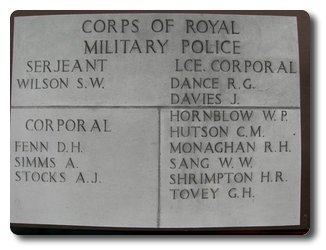 CORPS OF ROYAL
MILITARY POLICE
SERJEANT
WILSON S.W.
CORPORAL
FENN D.H.
SIMMS A.
STOCKS A.J.
LCE. CORPORAL
DANCE R.G.
DAVIES J.
HORNBLOW W.P.
HUTSON C.M.
MONAGHAN R.H.
SANG W.W.
SHRIMPTON H.R.
TOVEY G.H.